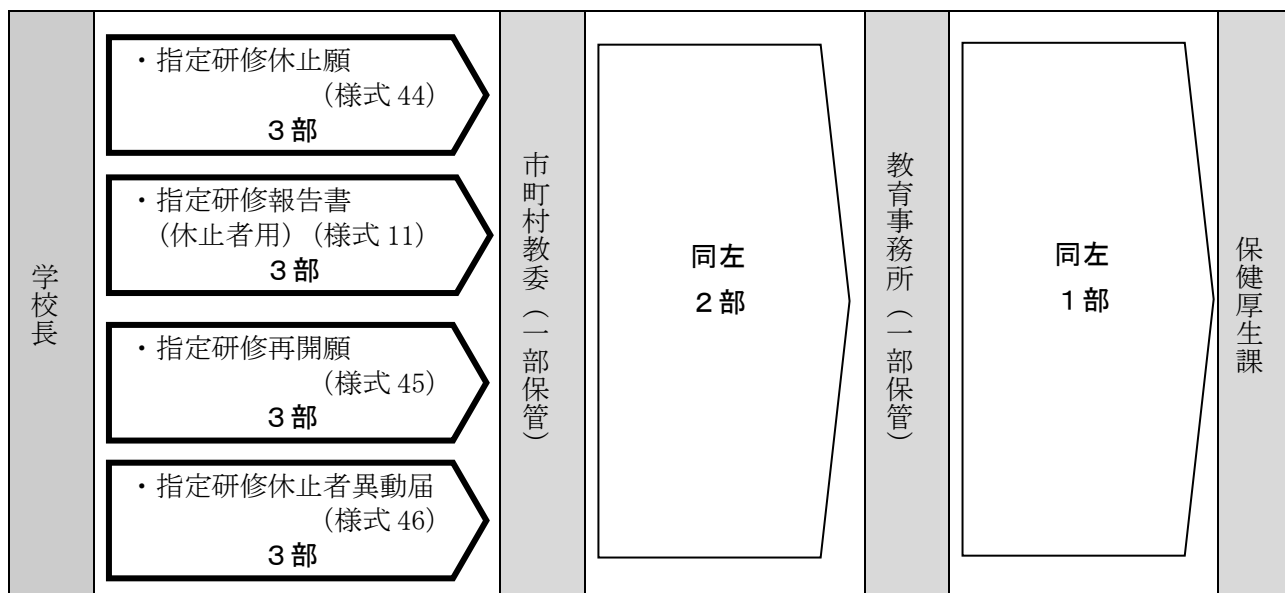 学校長
・指定研修休止願
（様式 44）
３部
・指定研修報告書
（休止者用）（様式 11）
３部
・指定研修再開願
（様式 45）
３部
・指定研修休止者異動届
（様式 46）
３部
市町村教委（一部保管）
同左
２部
教育事務所（一部保管）
同左
１部
保健厚生課